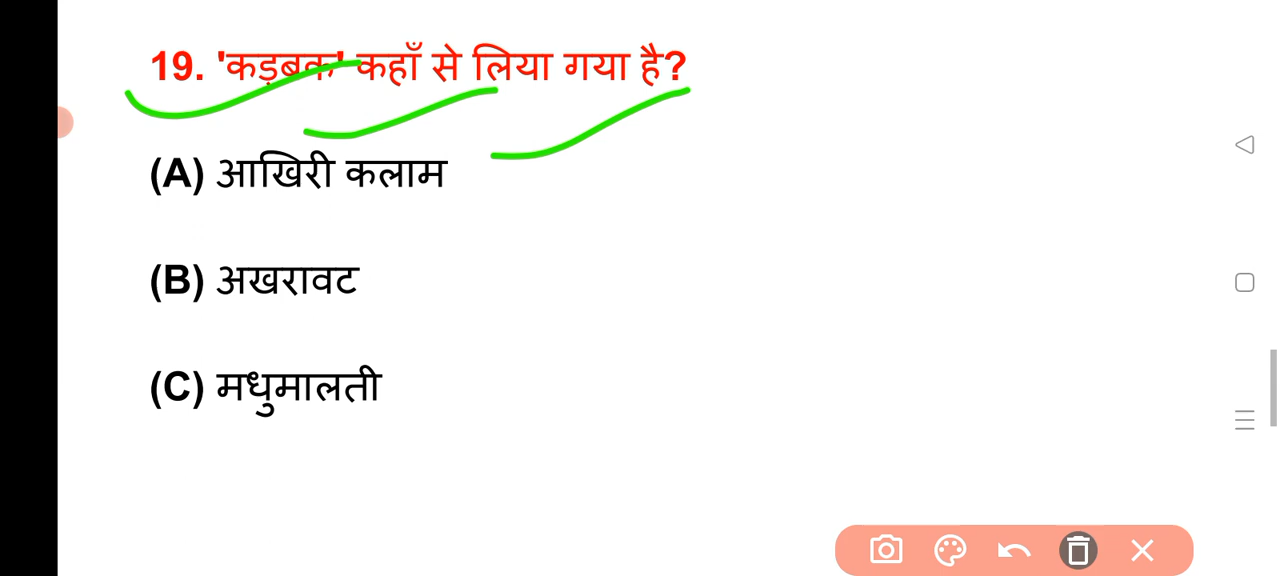 19. 'कड़बक' कहाँ से लिया गया है?
(A) आखिरी कलाम
(B) अखरावट
(C) मधुमालती